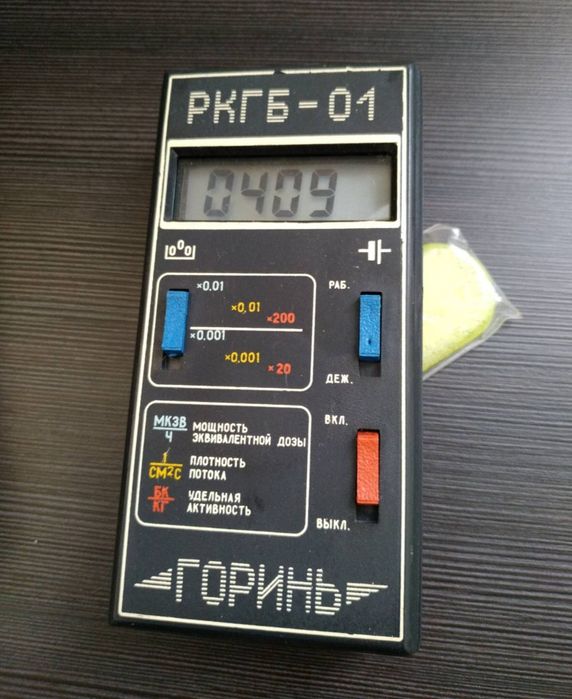 РКГБ-01
0409
×0.01
×0,01
×200
×0.001
×0,001
×20
РАБ.
ДЕЖ.
ВКЛ.
ВЫКЛ.
МКЗВ
Ч
МОЩНОСТЬ
ЭКВИВАЛЕНТНОЙ ДОЗЫ
1
СМ2С
ПЛОТНОСТЬ
ПОТОКА
БК
КГ
УДЕЛЬНАЯ
АКТИВНОСТЬ
ГОРИНЬ